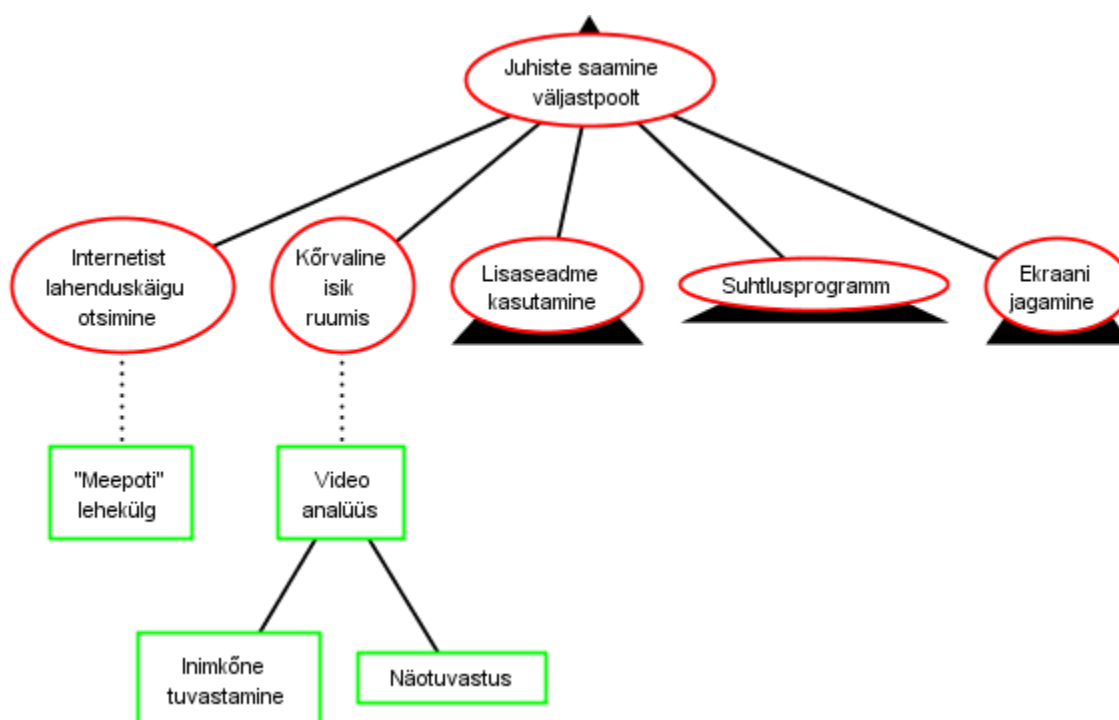 Juhiste saamine
väljastpoolt
Internetist
lahenduskäigu
otsimine
Kõrvaline
isik
ruumis
Lisaseadme
kasutamine
Suhtlusprogramm
Ekraani
jagamine
"Meepoti"
lehekülg
Video
analüüs
Inimkõne
tuvastamine
Näotuvastus